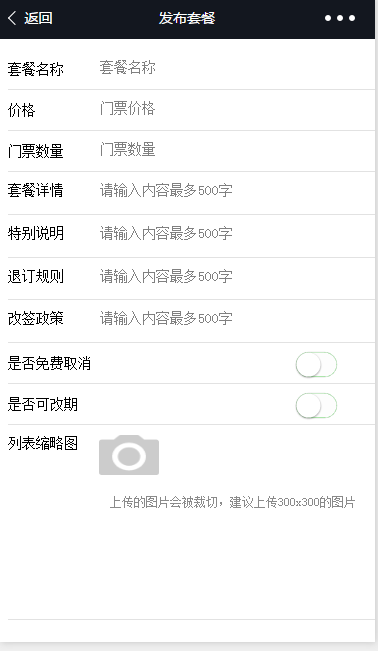 返回 发布套餐
套餐名称 套餐名称
价格 门票价格
门票数量 门票数量
套餐详情 请输入内容最多500字
特别说明 请输入内容最多500字
退订规则 请输入内容最多500字
改签政策 请输入内容最多500字
是否免费取消
是否可改期
列表缩略图
上传的图片会被裁切，建议上传300x300的图片